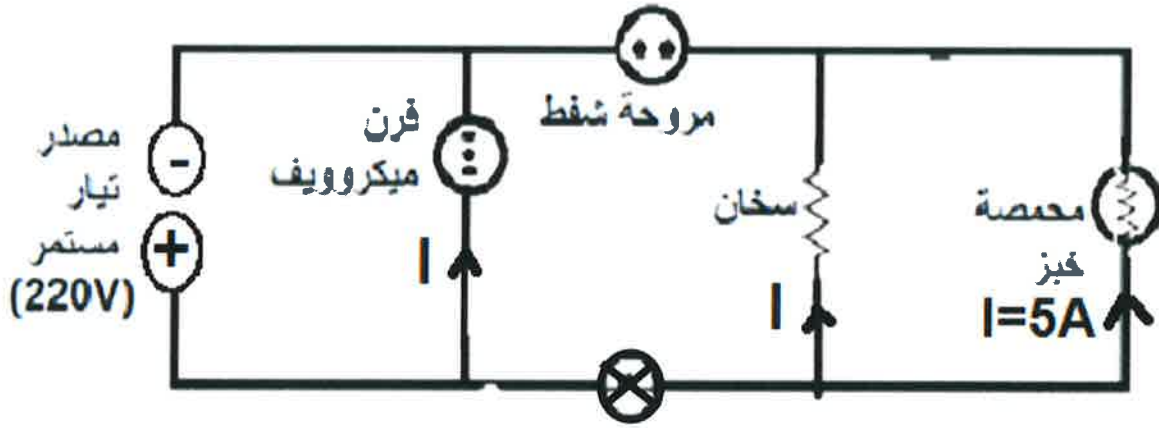 مصدر
تيار
مستمر
(220V)
-
+
فرن
ميكروويف
I
مروحة شفط
سخان
I
محمصة
خبز
I=5A